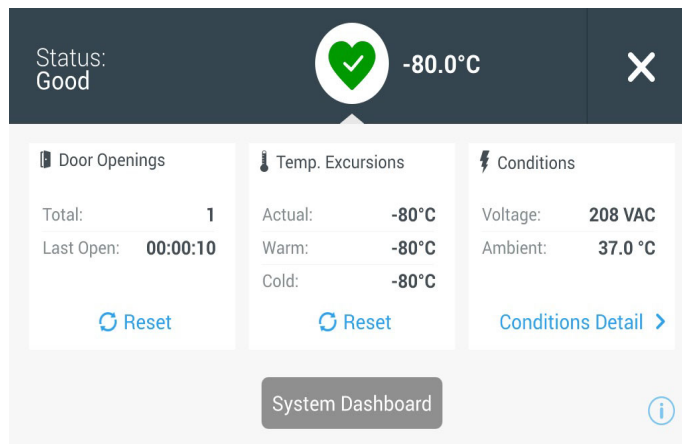 Status:
Good
-80.0°C
Door Openings
Total: 1
Last Open: 00:00:10
Reset
Temp. Excursions
Actual: -80°C
Warm: -80°C
Cold: -80°C
Reset
Conditions
Voltage: 208 VAC
Ambient: 37.0 °C
Conditions Detail
System Dashboard